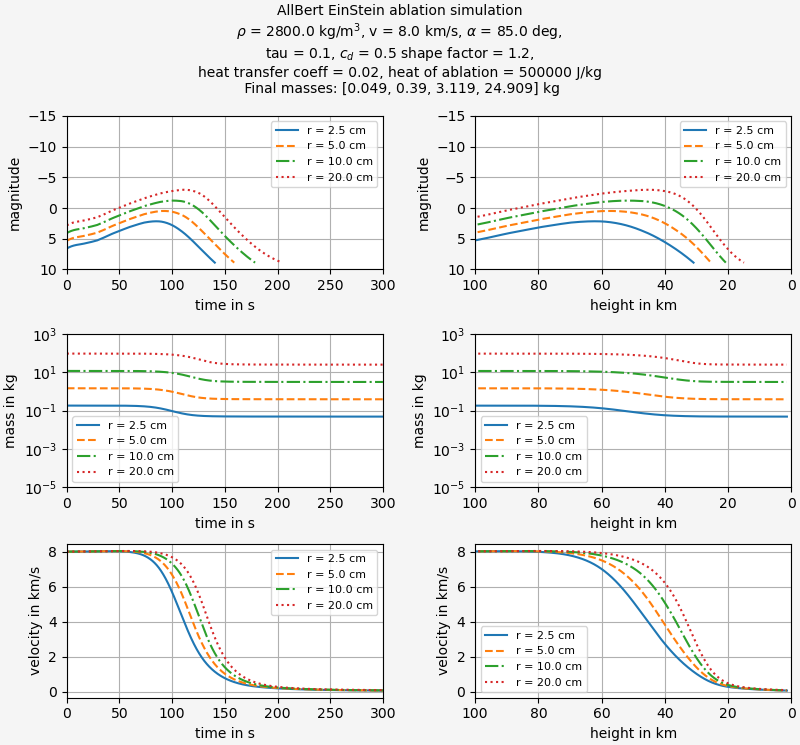 AllBert EinStein ablation simulation
ρ = 2800.0 kg/m³, v = 8.0 km/s, α = 85.0 deg,
tau = 0.1, c_d = 0.5 shape factor = 1.2,
heat transfer coeff = 0.02, heat of ablation = 500000 J/kg
Final masses: [0.049, 0.39, 3.119, 24.909] kg
magnitude
−15
−10
−5
0
5
10
r = 2.5 cm
r = 5.0 cm
r = 10.0 cm
r = 20.0 cm
0 50 100 150 200 250 300
time in s
magnitude
−15
−10
−5
0
5
10
r = 2.5 cm
r = 5.0 cm
r = 10.0 cm
r = 20.0 cm
100 80 60 40 20 0
height in km
mass in kg
10³
10¹
10⁻¹
10⁻³
10⁻⁵
r = 2.5 cm
r = 5.0 cm
r = 10.0 cm
r = 20.0 cm
0 50 100 150 200 250 300
time in s
mass in kg
10³
10¹
10⁻¹
10⁻³
10⁻⁵
r = 2.5 cm
r = 5.0 cm
r = 10.0 cm
r = 20.0 cm
100 80 60 40 20 0
height in km
velocity in km/s
8
6
4
2
0
r = 2.5 cm
r = 5.0 cm
r = 10.0 cm
r = 20.0 cm
0 50 100 150 200 250 300
time in s
velocity in km/s
8
6
4
2
0
r = 2.5 cm
r = 5.0 cm
r = 10.0 cm
r = 20.0 cm
100 80 60 40 20 0
height in km